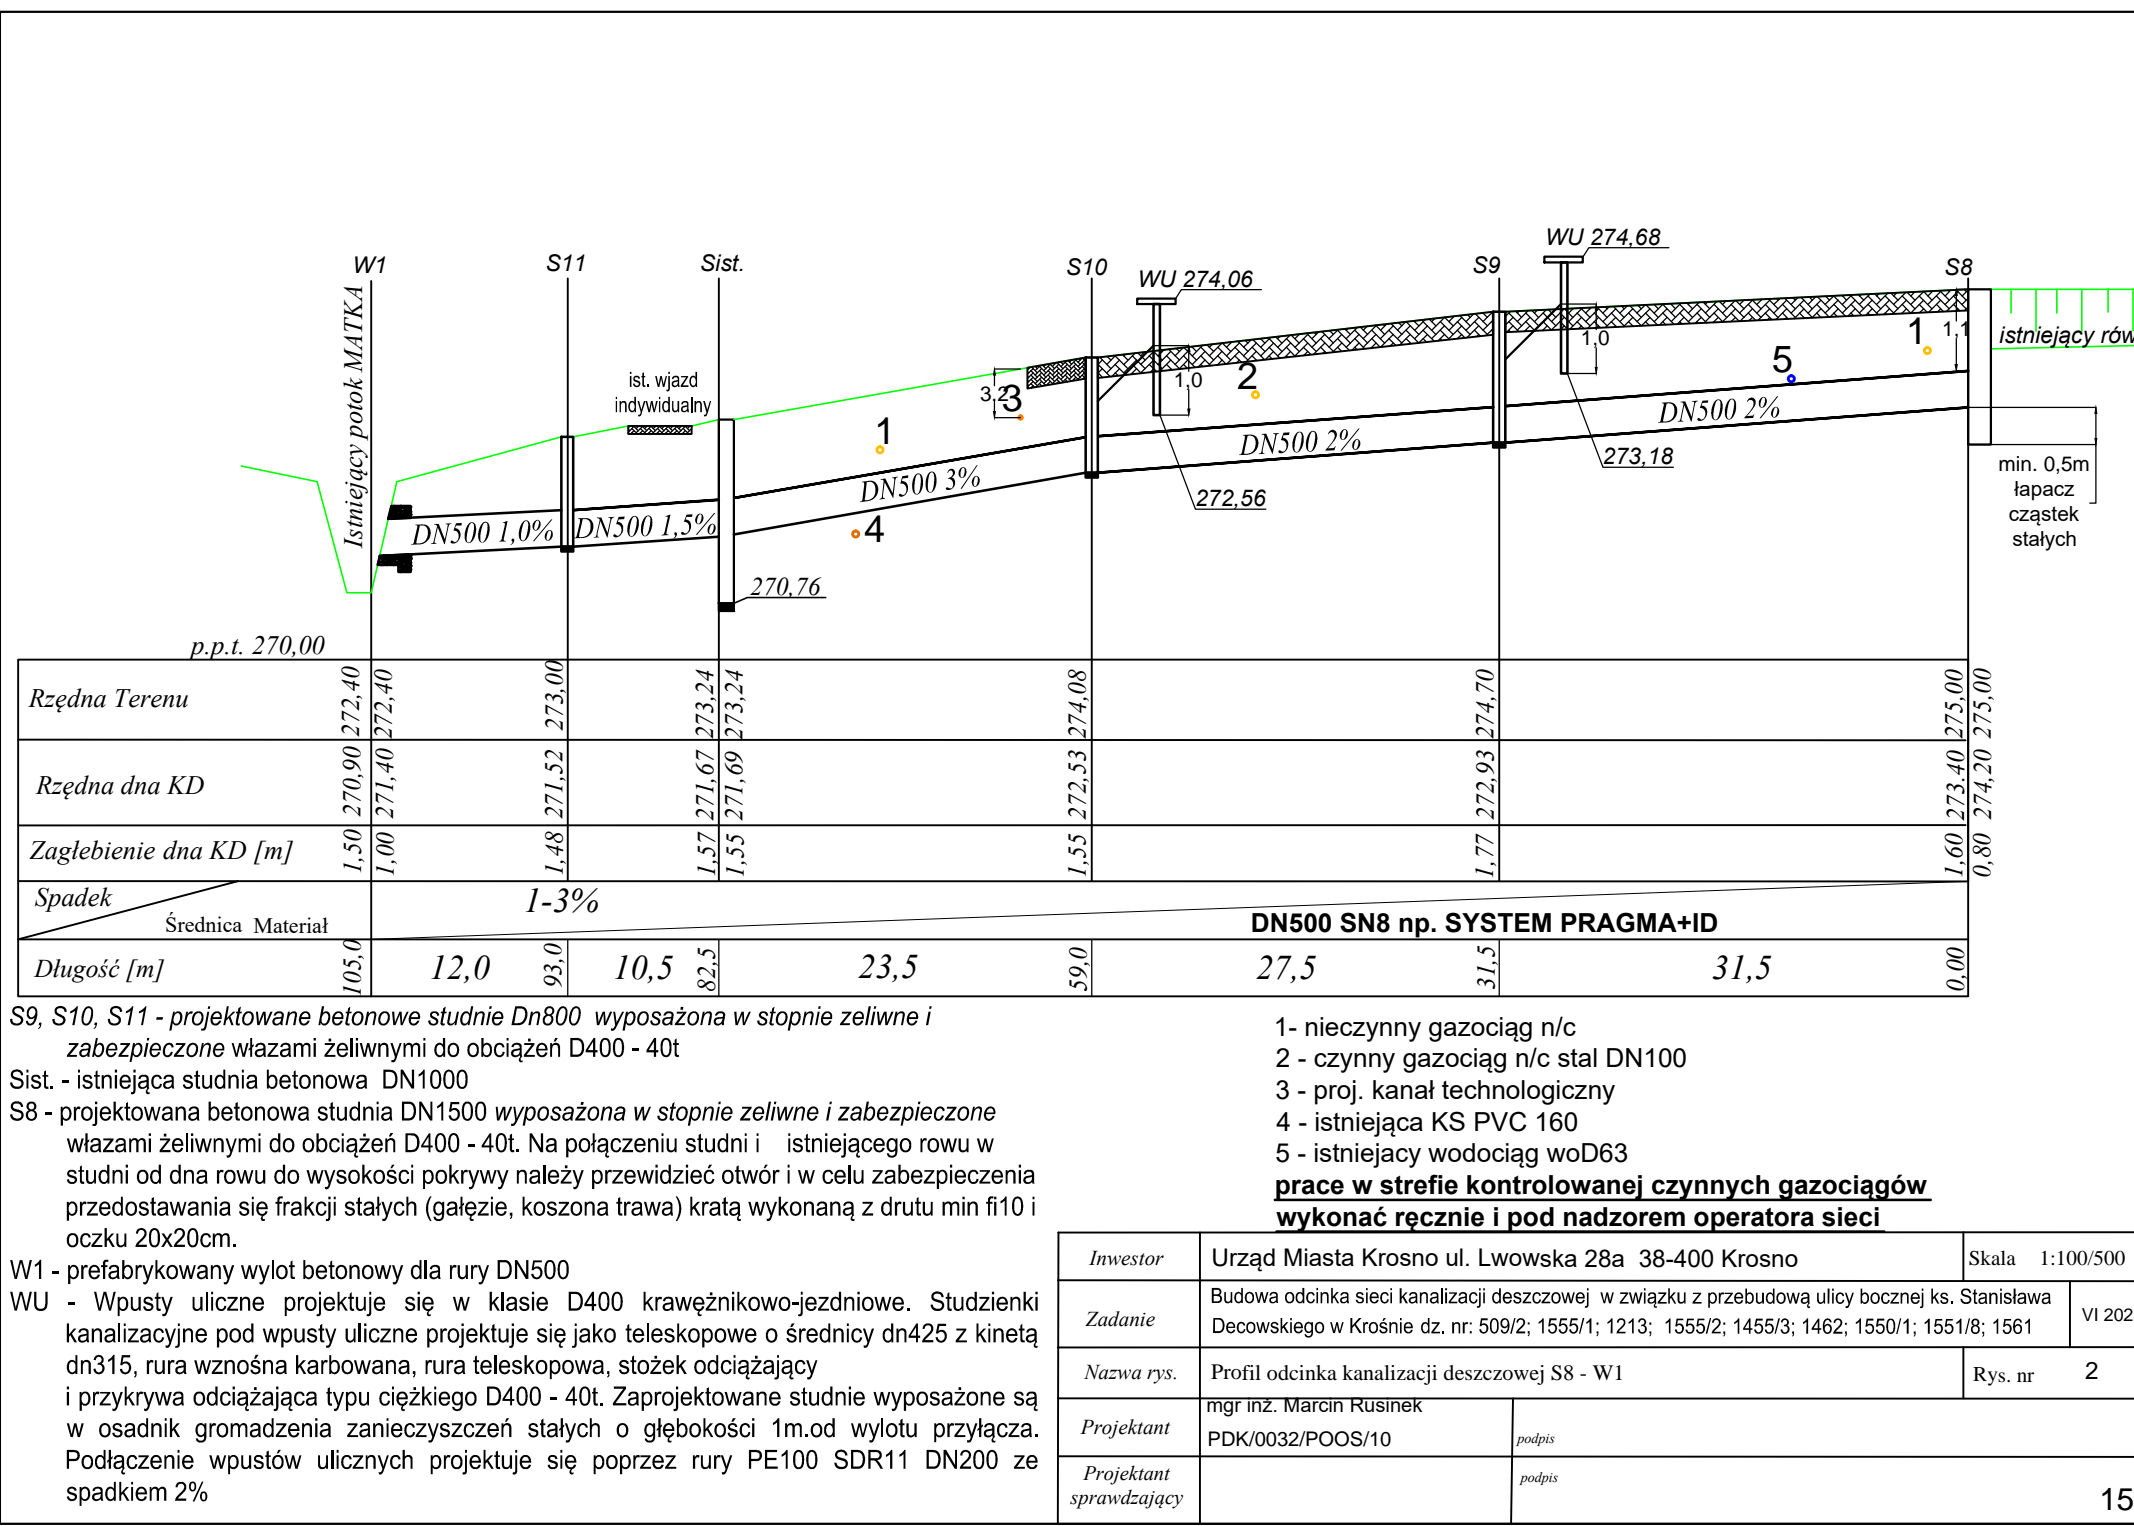 W1
S11
Sist.
S10
WU 274,06
S9
WU 274,68
S8
Istniejący potok MATKA
ist. wjazd
indywidualny
1
3,2
3
1,0
2
1,0
5
1
1,1
istniejący rów
DN500 1,0%
DN500 1,5%
DN500 3%
4
DN500 2%
DN500 2%
272,56
273,18
270,76
min. 0,5m
łapacz
cząstek
stałych
p.p.t. 270,00
Rzędna Terenu
272,40 272,40 273,00 273,24 273,24 274,08 274,70 275,00 275,00
Rzędna dna KD
270,90 271,40 271,52 271,67 271,69 272,53 272,93 273.40 274,20
Zagłebienie dna KD [m]
1,50 1,00 1,48 1,57 1,55 1,55 1,77 1,60 0,80
Spadek
1-3%
Średnica Materiał
DN500 SN8 np. SYSTEM PRAGMA+ID
Długość [m]
105,0 12,0 93,0 10,5 82,5 23,5 59,0 27,5 31,5 31,5 0,00
S9, S10, S11 - projektowane betonowe studnie Dn800 wyposażona w stopnie zeliwne i
zabezpieczone włazami żeliwnymi do obciążeń D400 - 40t
Sist. - istniejąca studnia betonowa DN1000
S8 - projektowana betonowa studnia DN1500 wyposażona w stopnie zeliwne i zabezpieczone
włazami żeliwnymi do obciążeń D400 - 40t. Na połączeniu studni i istniejącego rowu w
studni od dna rowu do wysokości pokrywy należy przewidzieć otwór i w celu zabezpieczenia
przedostawania się frakcji stałych (gałęzie, koszona trawa) kratą wykonaną z drutu min fi10 i
oczku 20x20cm.
W1 - prefabrykowany wylot betonowy dla rury DN500
WU - Wpusty uliczne projektuje się w klasie D400 krawężnikowo-jezdniowe. Studzienki
kanalizacyjne pod wpusty uliczne projektuje się jako teleskopowe o średnicy dn425 z kinetą
dn315, rura wznośna karbowana, rura teleskopowa, stożek odciążający
i przykrywa odciążająca typu ciężkiego D400 - 40t. Zaprojektowane studnie wyposażone są
w osadnik gromadzenia zanieczyszczeń stałych o głębokości 1m.od wylotu przyłącza.
Podłączenie wpustów ulicznych projektuje się poprzez rury PE100 SDR11 DN200 ze
spadkiem 2%
1- nieczynny gazociąg n/c
2 - czynny gazociąg n/c stal DN100
3 - proj. kanał technologiczny
4 - istniejąca KS PVC 160
5 - istniejacy wodociąg woD63
prace w strefie kontrolowanej czynnych gazociągów
wykonać ręcznie i pod nadzorem operatora sieci
Inwestor
Urząd Miasta Krosno ul. Lwowska 28a 38-400 Krosno
Skala 1:100/500
Zadanie
Budowa odcinka sieci kanalizacji deszczowej w związku z przebudową ulicy bocznej ks. Stanisława
Decowskiego w Krośnie dz. nr: 509/2; 1555/1; 1213; 1555/2; 1455/3; 1462; 1550/1; 1551/8; 1561
VI 202
Nazwa rys.
Profil odcinka kanalizacji deszczowej S8 - W1
Rys. nr 2
Projektant
mgr inż. Marcin Rusinek
PDK/0032/POOS/10
podpis
Projektant
sprawdzający
podpis
15